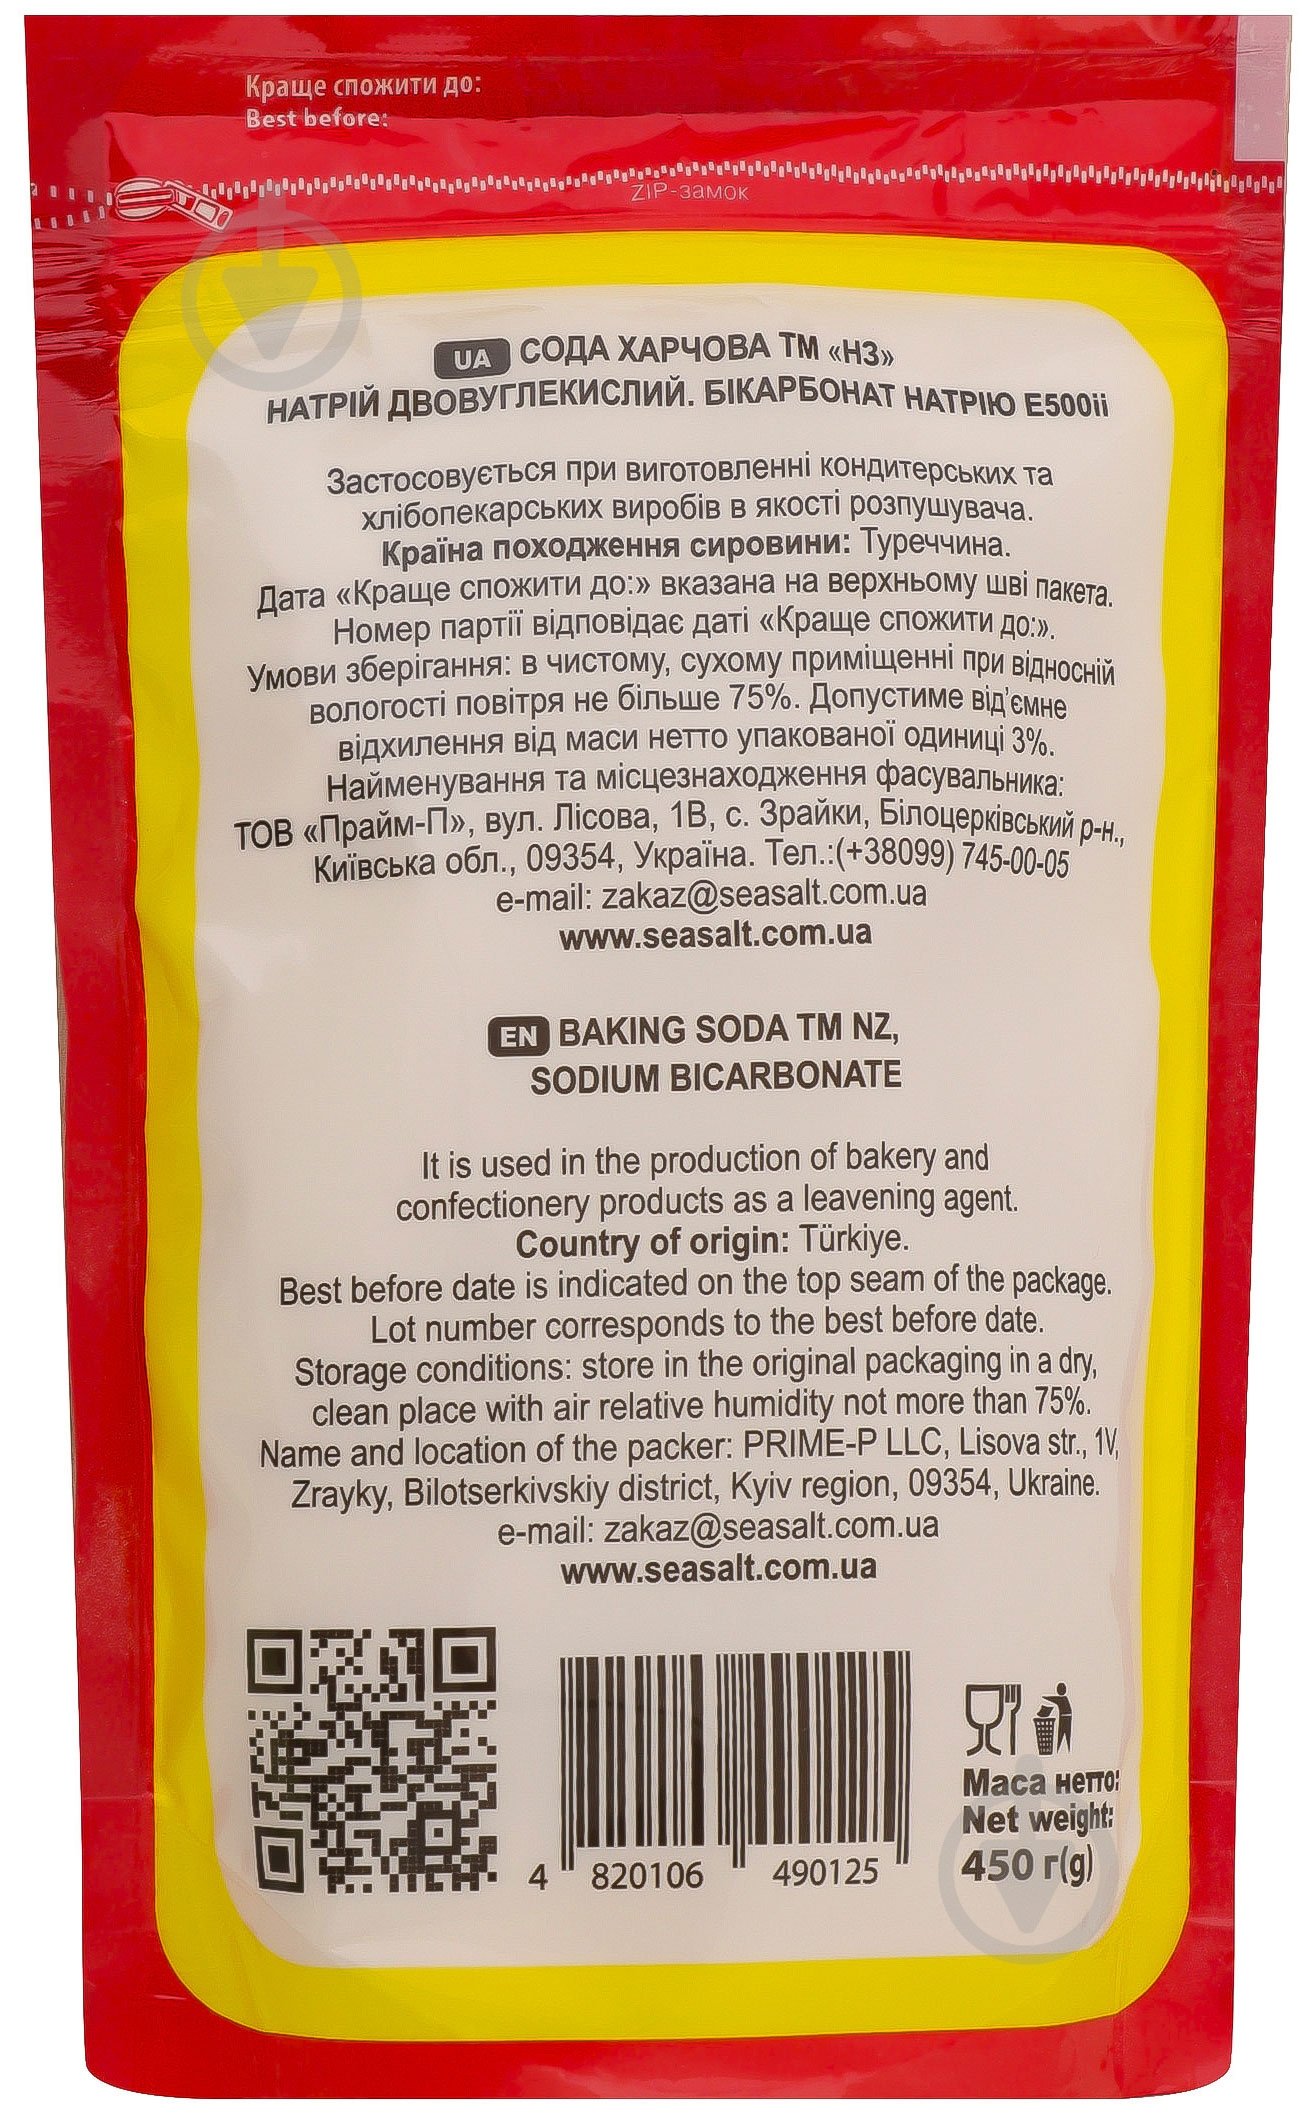 Краще спожити до:
Best before:
ZIP-замок
UA СОДА ХАРЧОВА ТМ «НЗ»
НАТРІЙ ДВОВУГЛЕКИСЛИЙ. БІКАРБОНАТ НАТРІЮ Е500іі
Застосовується при виготовленні кондитерських та
хлібопекарських виробів в якості розпушувача.
Країна походження сировини: Туреччина.
Дата «Краще спожити до:» вказана на верхньому шві пакета.
Номер партії відповідає даті «Краще спожити до:».
Умови зберігання: в чистому, сухому приміщенні при відносній
вологості повітря не більше 75%. Допустиме від’ємне
відхилення від маси нетто упакованої одиниці 3%.
Найменування та місцезнаходження фасувальника:
ТОВ «Прайм-П», вул. Лісова, 1В, с. Зрайки, Білоцерківський р-н.,
Київська обл., 09354, Україна. Тел.:(+38099) 745-00-05
e-mail: zakaz@seasalt.com.ua
www.seasalt.com.ua
EN BAKING SODA TM NZ,
SODIUM BICARBONATE
It is used in the production of bakery and
confectionery products as a leavening agent.
Country of origin: Türkiye.
Best before date is indicated on the top seam of the package.
Lot number corresponds to the best before date.
Storage conditions: store in the original packaging in a dry,
clean place with air relative humidity not more than 75%.
Name and location of the packer: PRIME-P LLC, Lisova str., 1V,
Zrayky, Bilotserkivskiy district, Kyiv region, 09354, Ukraine.
e-mail: zakaz@seasalt.com.ua
www.seasalt.com.ua
Маса нетто:
Net weight:
450 г(g)
4 820106 490125